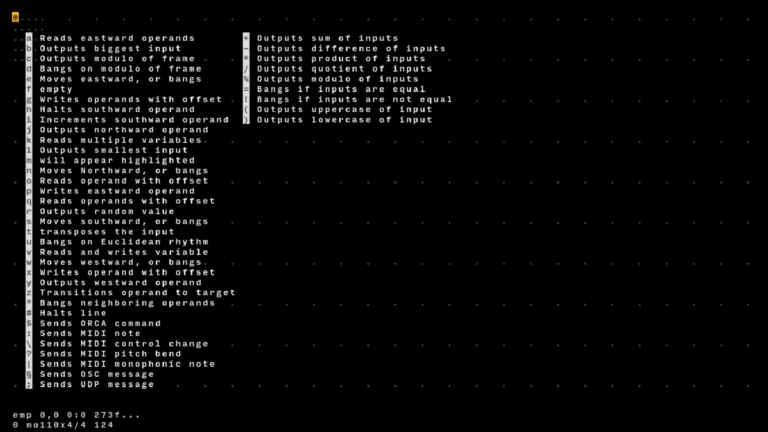 @
a Reads eastward operands
b Outputs biggest input
c Outputs modulo of frame
d Bangs on modulo of frame
e Moves eastward, or bangs
f empty
g Writes operands with offset
h Halts southward operand
i Increments southward operand
j Outputs northward operand
k Reads multiple variables
l Outputs smallest input
m will appear highlighted
n Moves Northward, or bangs
o Reads operand with offset
p Writes eastward operand
q Reads operands with offset
r Outputs random value
s Moves southward, or bangs
t transposes the input
u Bangs on Euclidean rhythm
v Reads and writes variable
w Moves westward, or bangs
x Writes operand with offset
y Outputs westward operand
z Transitions operand to target
* Bangs neighboring operands
# Halts line
$ Sends ORCA command
: Sends MIDI note
\ Sends MIDI control change
? Sends MIDI pitch bend
| Sends MIDI monophonic note
§ Sends OSC message
; Sends UDP message
+ Outputs sum of inputs
- Outputs difference of inputs
* Outputs product of inputs
/ Outputs quotient of inputs
% Outputs modulo of inputs
= Bangs if inputs are equal
! Bangs if inputs are not equal
( Outputs uppercase of input
) Outputs lowercase of input
emp 0,0 0:0 273f...
0 mo110x4/4 124